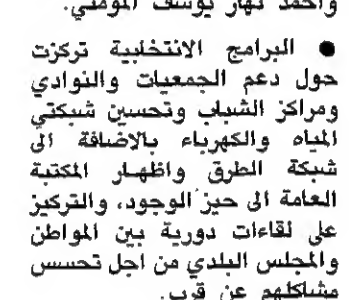 واحمد نهار يوسف المومني.
● البرامج الانتخابية تركزت
حول دعم الجمعيات والنوادي
ومراكز الشباب وتحسين شبكتي
المياه والكهرباء بالاضافة الى
شبكة الطرق واظهار المكتبة
العامة الى حيز الوجود، والتركيز
على لقاءات دورية بين المواطن
والمجلس البلدي من اجل تحسس
مشاكلهم عن قرب.